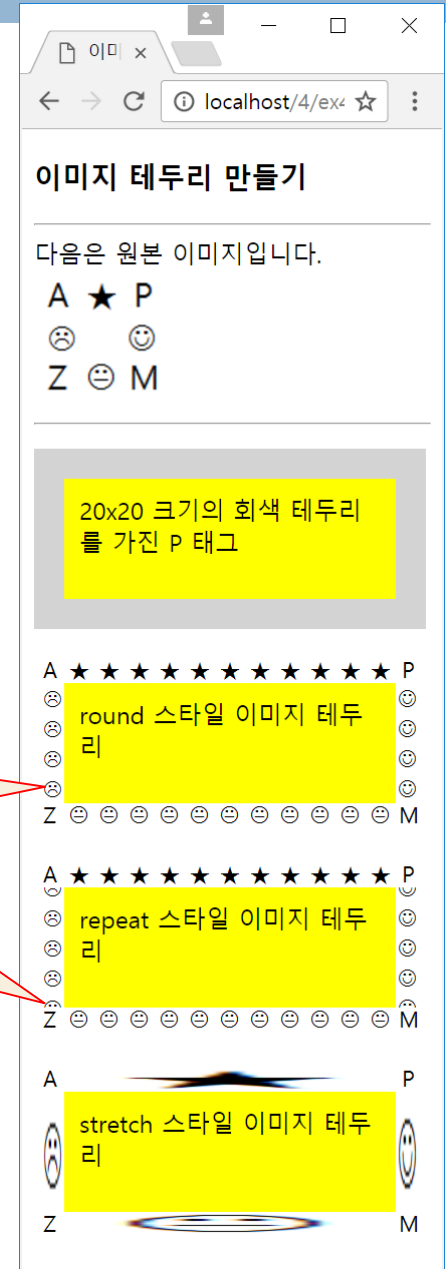 이미
localhost/4/ex4
이미지 테두리 만들기
다음은 원본 이미지입니다.
A ★ P
☹ ☺
Z 😐 M
20x20 크기의 회색 테두리
를 가진 P 태그
A ★ ★ ★ ★ ★ ★ ★ ★ ★ ★ ★ P
round 스타일 이미지 테두
리
Z 😐 😐 😐 😐 😐 😐 😐 😐 😐 😐 😐 M
A ★ ★ ★ ★ ★ ★ ★ ★ ★ ★ ★ P
repeat 스타일 이미지 테두
리
Z 😐 😐 😐 😐 😐 😐 😐 😐 😐 😐 😐 M
A P
stretch 스타일 이미지 테두
리
Z M